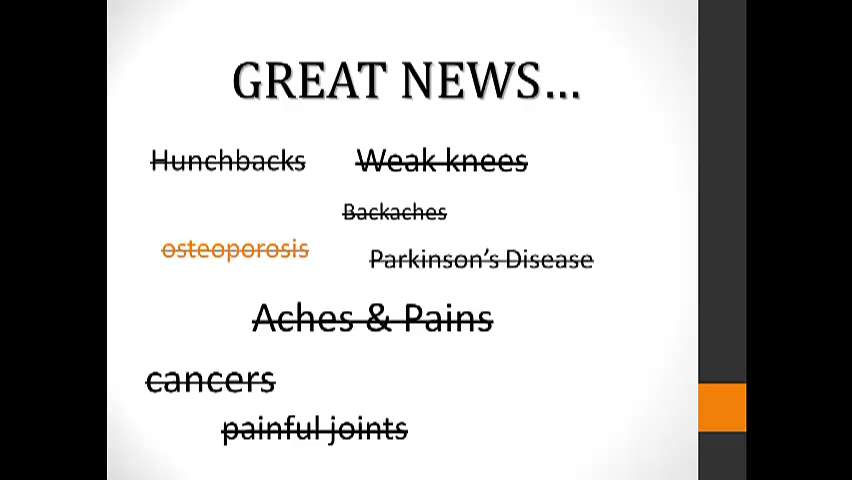 GREAT NEWS...
Hunchbacks Weak knees
Backaches
osteoporosis
Parkinson's Disease
Aches & Pains
cancers
painful joints